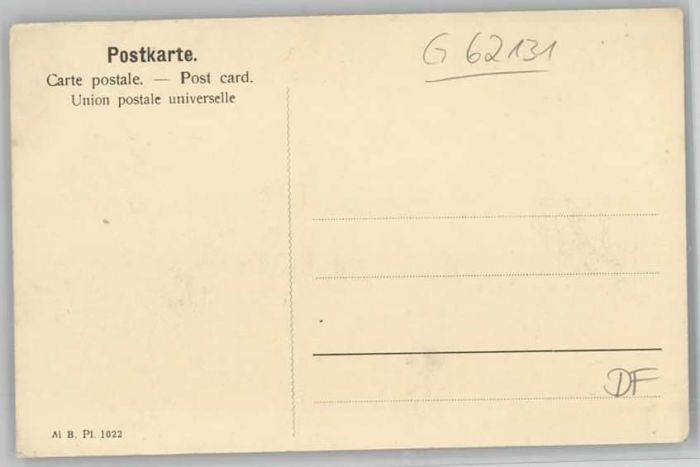 Postkarte.
Carte postale. — Post card.
Union postale universelle
G 62131
DF
Al B. Pl. 1022